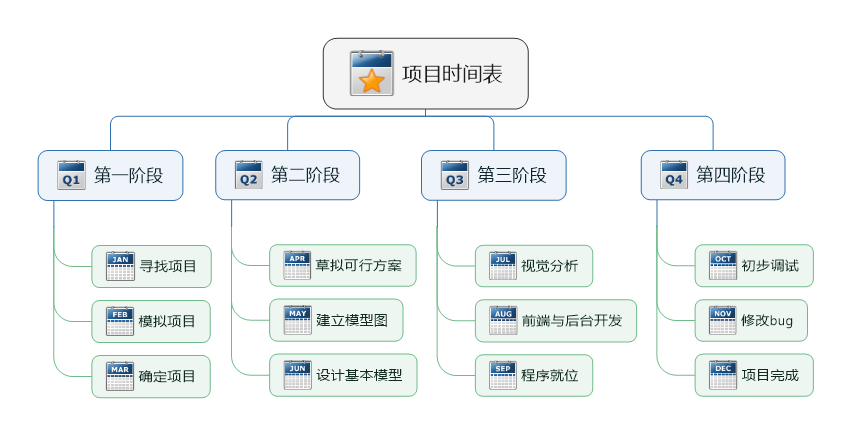 项目时间表
Q1 第一阶段
JAN 寻找项目
FEB 模拟项目
MAR 确定项目
Q2 第二阶段
APR 草拟可行方案
MAY 建立模型图
JUN 设计基本模型
Q3 第三阶段
JUL 视觉分析
AUG 前端与后台开发
SEP 程序就位
Q4 第四阶段
OCT 初步调试
NOV 修改bug
DEC 项目完成